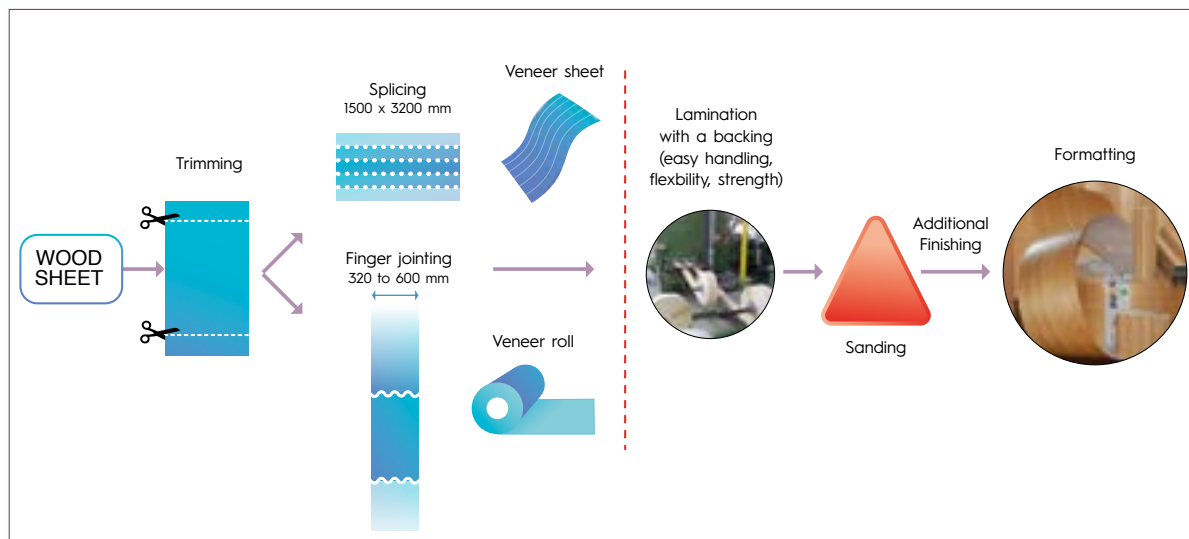 WOOD
SHEET
Trimming
Splicing
1500 x 3200 mm
Veneer sheet
Finger jointing
320 to 600 mm
Veneer roll
Lamination
with a backing
(easy handling,
flexbility, strength)
Sanding
Additional
Finishing
Formatting